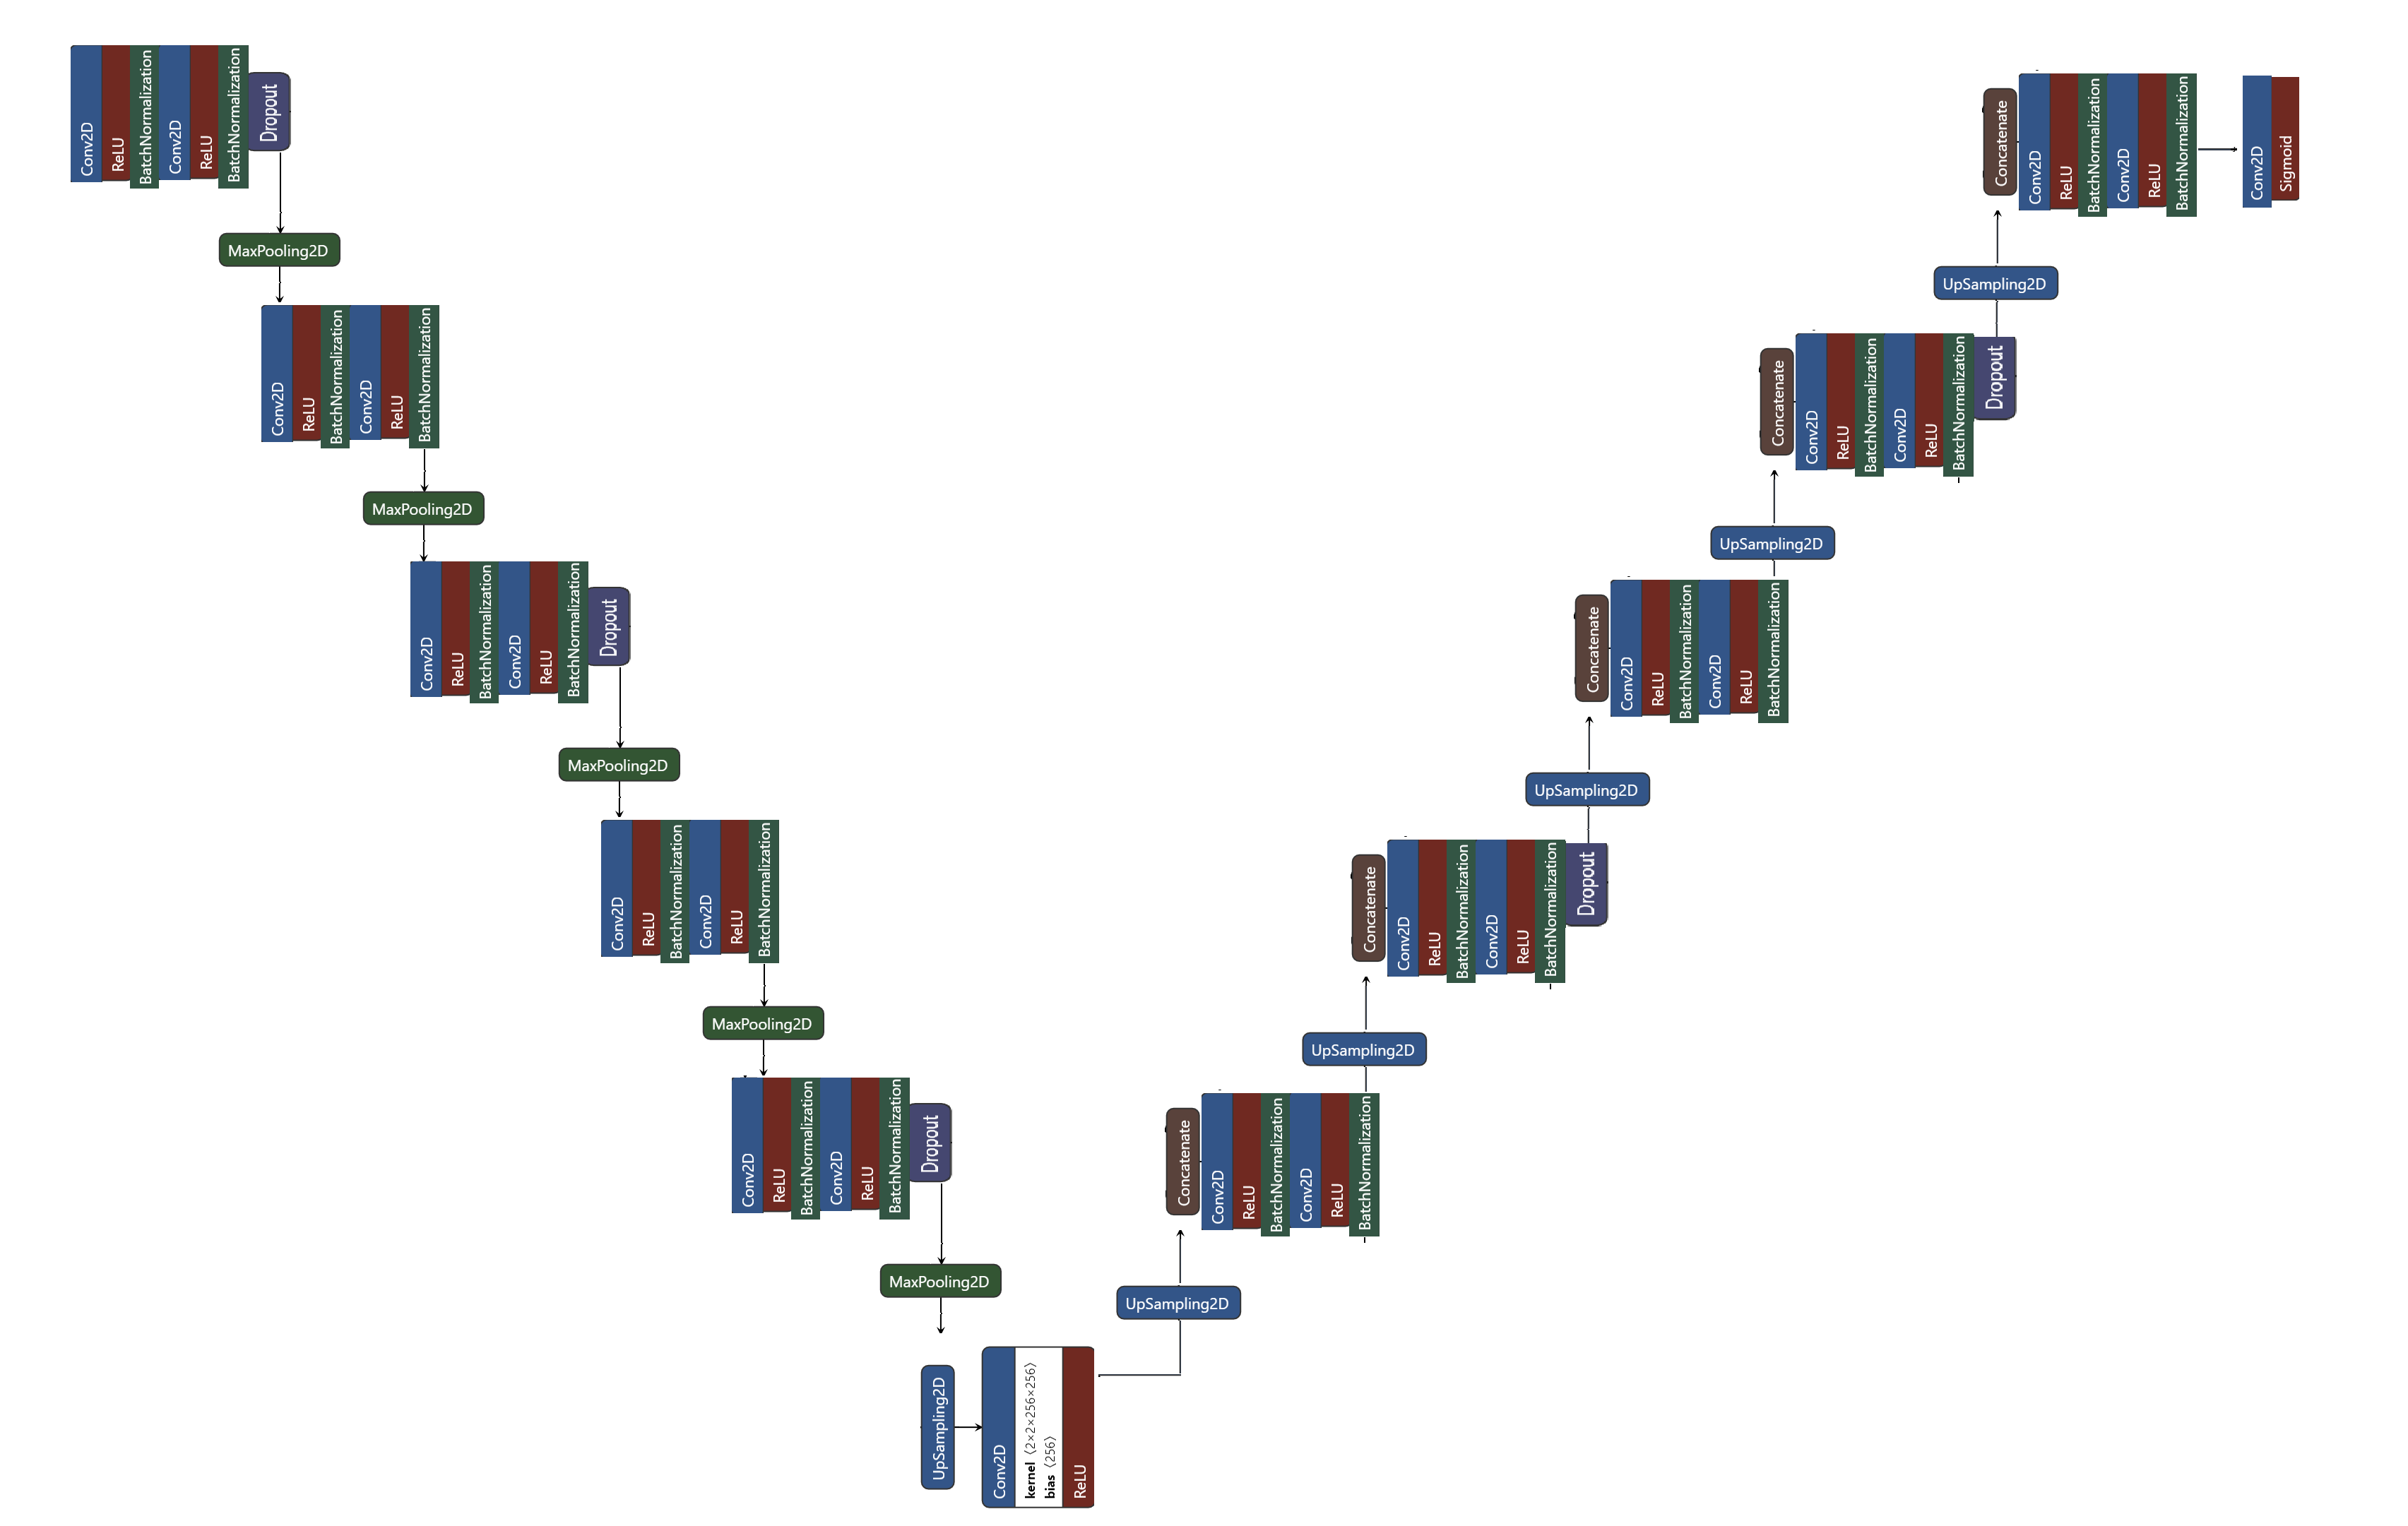 Conv2D
ReLU
BatchNormalization
Conv2D
ReLU
BatchNormalization
Dropout
MaxPooling2D
Conv2D
ReLU
BatchNormalization
Conv2D
ReLU
BatchNormalization
MaxPooling2D
Conv2D
ReLU
BatchNormalization
Conv2D
ReLU
BatchNormalization
Dropout
MaxPooling2D
Conv2D
ReLU
BatchNormalization
Conv2D
ReLU
BatchNormalization
MaxPooling2D
Conv2D
ReLU
BatchNormalization
Conv2D
ReLU
BatchNormalization
Dropout
MaxPooling2D
UpSampling2D
Conv2D
kernel ⟨2×2×256×256⟩
bias ⟨256⟩
ReLU
UpSampling2D
Concatenate
Conv2D
ReLU
BatchNormalization
Conv2D
ReLU
BatchNormalization
UpSampling2D
Concatenate
Conv2D
ReLU
BatchNormalization
Conv2D
ReLU
BatchNormalization
Dropout
UpSampling2D
Concatenate
Conv2D
ReLU
BatchNormalization
Conv2D
ReLU
BatchNormalization
UpSampling2D
Concatenate
Conv2D
ReLU
BatchNormalization
Conv2D
ReLU
BatchNormalization
Dropout
UpSampling2D
Concatenate
Conv2D
ReLU
BatchNormalization
Conv2D
ReLU
BatchNormalization
Conv2D
Sigmoid